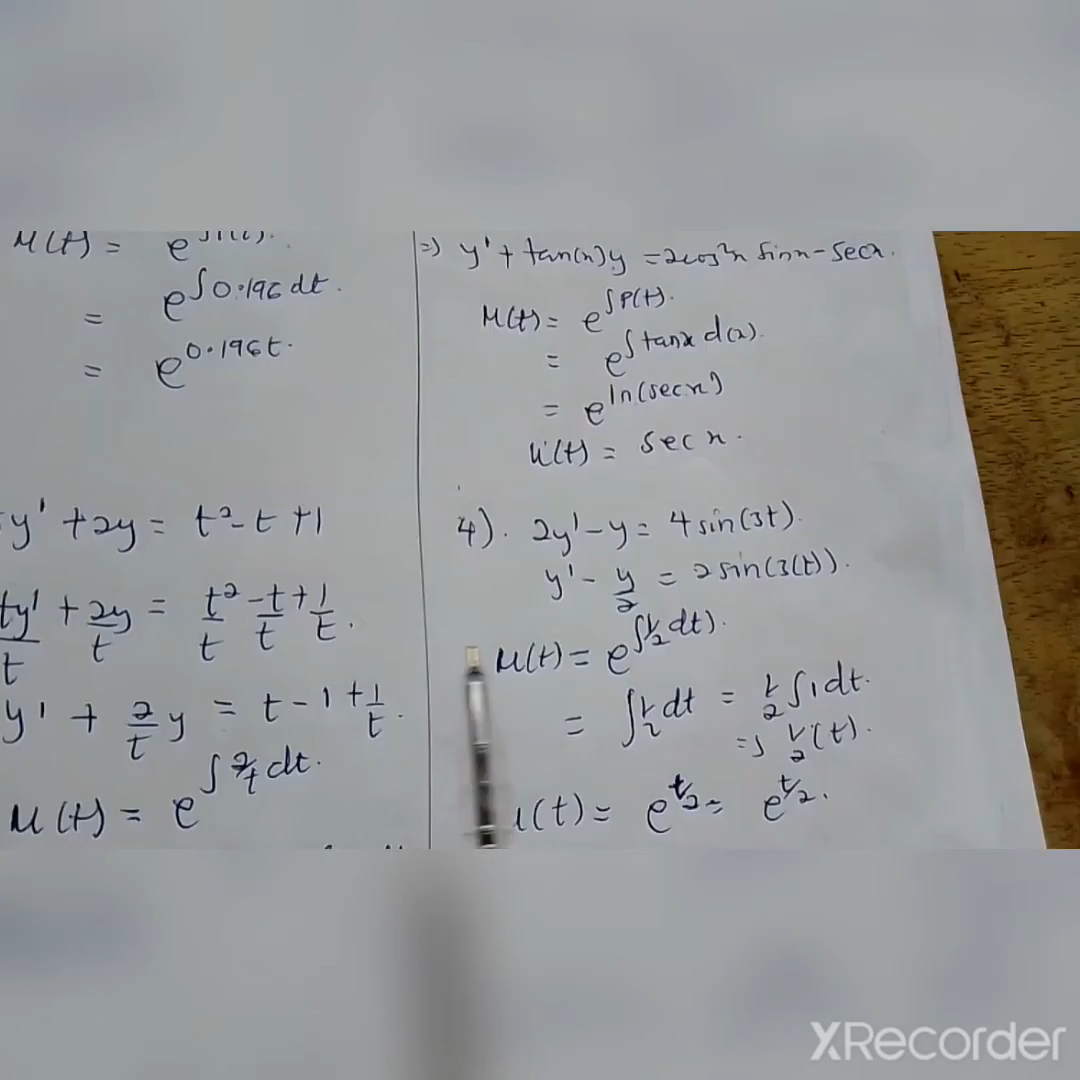 M(t) = e^∫P(t).
= e^∫0.196 dt.
= e^0.196t.
ty' + 2y = t² - t + 1
ty'/t + 2y/t = t²/t - t/t + 1/t.
y' + 2/t y = t - 1 + 1/t.
M(t) = e^∫2/t dt.
=) y' + tan(x)y = 2cos²x sinx - secx.
M(t) = e^∫P(t).
= e^∫tanx d(x).
= e^ln(secx)
u(t) = sec x.
4). 2y' - y = 4 sin(3t).
y' - y/2 = 2 sin(3(t)).
M(t) = e^∫1/2 dt).
= ∫1/2 dt = 1/2 ∫1 dt.
=) 1/2 (t).
u(t) = e^t/2 = e^t/2.
XRecorder